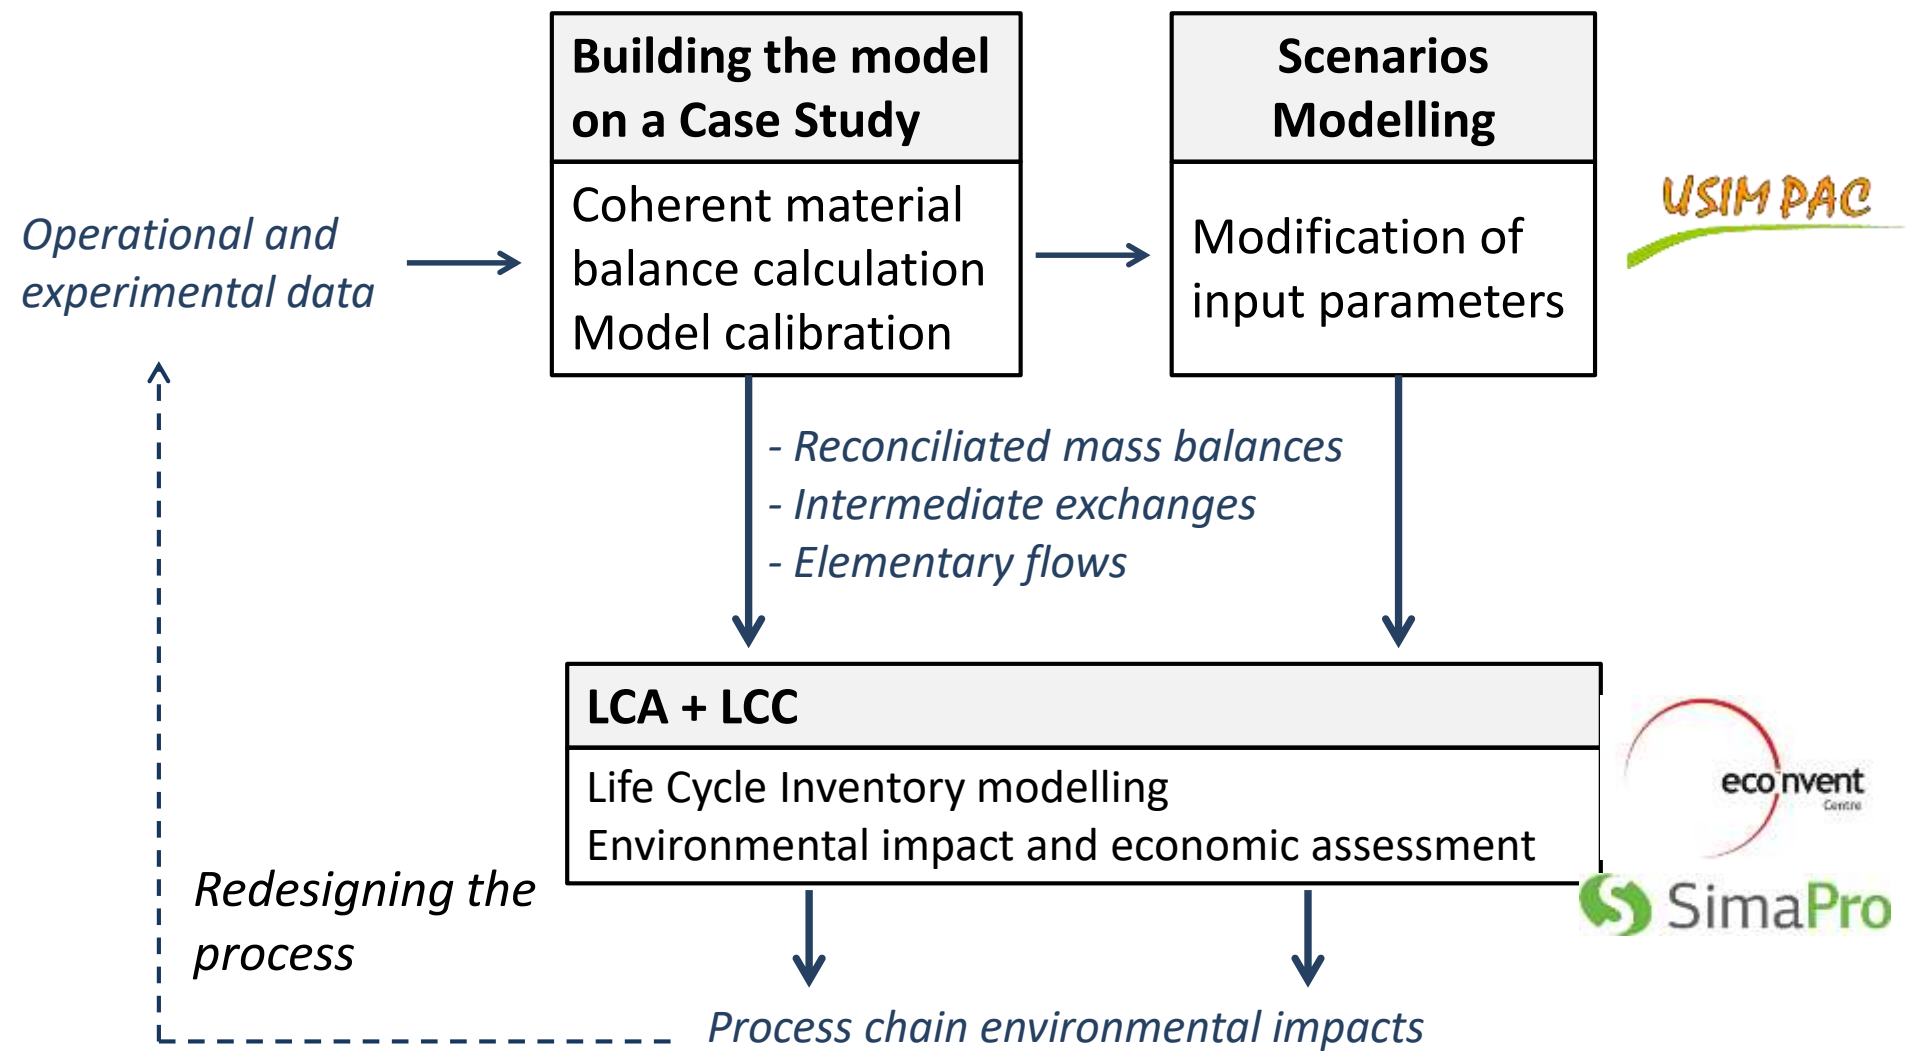 Building the model
on a Case Study
Scenarios
Modelling
Operational and
experimental data
Coherent material
balance calculation
Model calibration
Modification of
input parameters
USIM PAC
- Reconciliated mass balances
- Intermediate exchanges
- Elementary flows
LCA + LCC
Life Cycle Inventory modelling
Environmental impact and economic assessment
ecoinvent
Centre
SimaPro
Redesigning the
process
Process chain environmental impacts